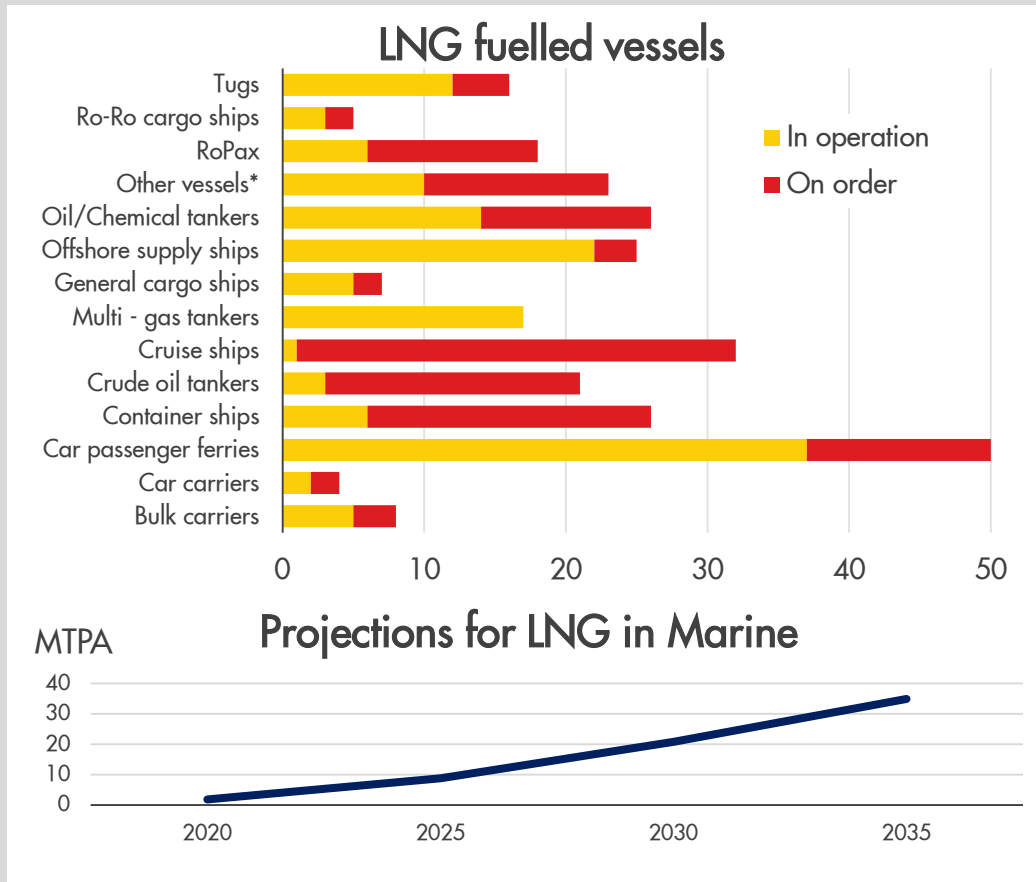 LNG fuelled vessels
Tugs
Ro-Ro cargo ships
RoPax
Other vessels*
Oil/Chemical tankers
Offshore supply ships
General cargo ships
Multi - gas tankers
Cruise ships
Crude oil tankers
Container ships
Car passenger ferries
Car carriers
Bulk carriers
In operation
On order
0 10 20 30 40 50
Projections for LNG in Marine
MTPA
40
30
20
10
0
2020 2025 2030 2035